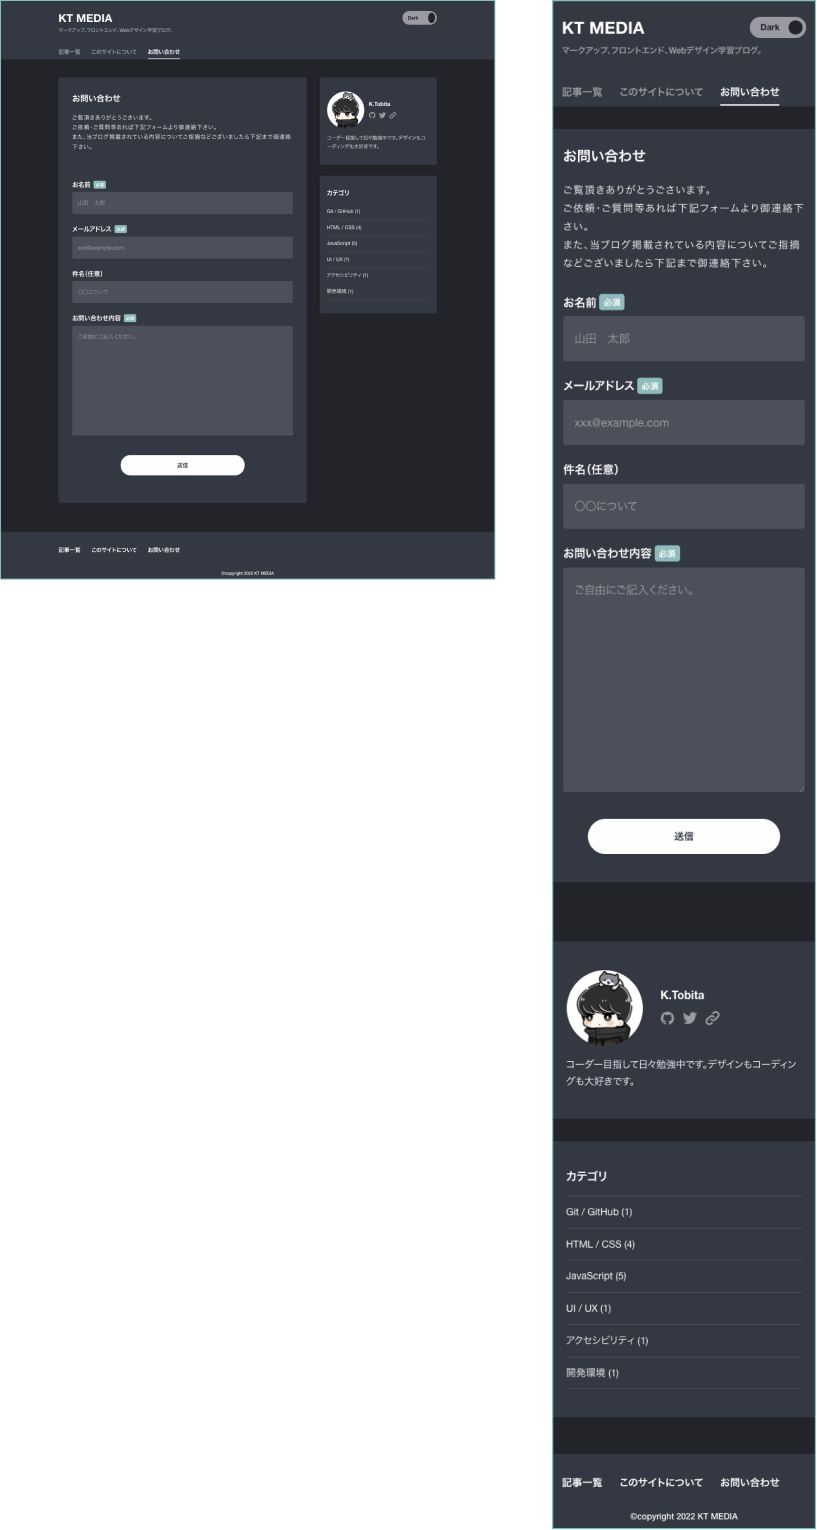 KT MEDIA
Dark
マークアップ、フロントエンド、Webデザイン学習ブログ。
記事一覧 このサイトについて お問い合わせ
お問い合わせ
ご覧頂きありがとうございます。
ご依頼・ご質問等あれば下記フォームより御連絡下さい。
また、当ブログ掲載されている内容についてご指摘などございましたら下記まで御連絡
下さい。
お名前 必須
山田　太郎
メールアドレス 必須
xxx@example.com
件名(任意)
〇〇について
お問い合わせ内容 必須
ご自由にご記入ください。
送信
K.Tobita
コーダー目指して日々勉強中です。デザインもコ
ーディングも大好きです。
カテゴリ
Git / GitHub (1)
HTML / CSS (4)
JavaScript (5)
UI / UX (1)
アクセシビリティ (1)
開発環境 (1)
記事一覧 このサイトについて お問い合わせ
©copyright 2022 KT MEDIA
KT MEDIA
Dark
マークアップ、フロントエンド、Webデザイン学習ブログ。
記事一覧 このサイトについて お問い合わせ
お問い合わせ
ご覧頂きありがとうございます。
ご依頼・ご質問等あれば下記フォームより御連絡下
さい。
また、当ブログ掲載されている内容についてご指摘
などございましたら下記まで御連絡下さい。
お名前 必須
山田　太郎
メールアドレス 必須
xxx@example.com
件名(任意)
〇〇について
お問い合わせ内容 必須
ご自由にご記入ください。
送信
K.Tobita
コーダー目指して日々勉強中です。デザインもコーディン
グも大好きです。
カテゴリ
Git / GitHub (1)
HTML / CSS (4)
JavaScript (5)
UI / UX (1)
アクセシビリティ (1)
開発環境 (1)
記事一覧 このサイトについて お問い合わせ
©copyright 2022 KT MEDIA